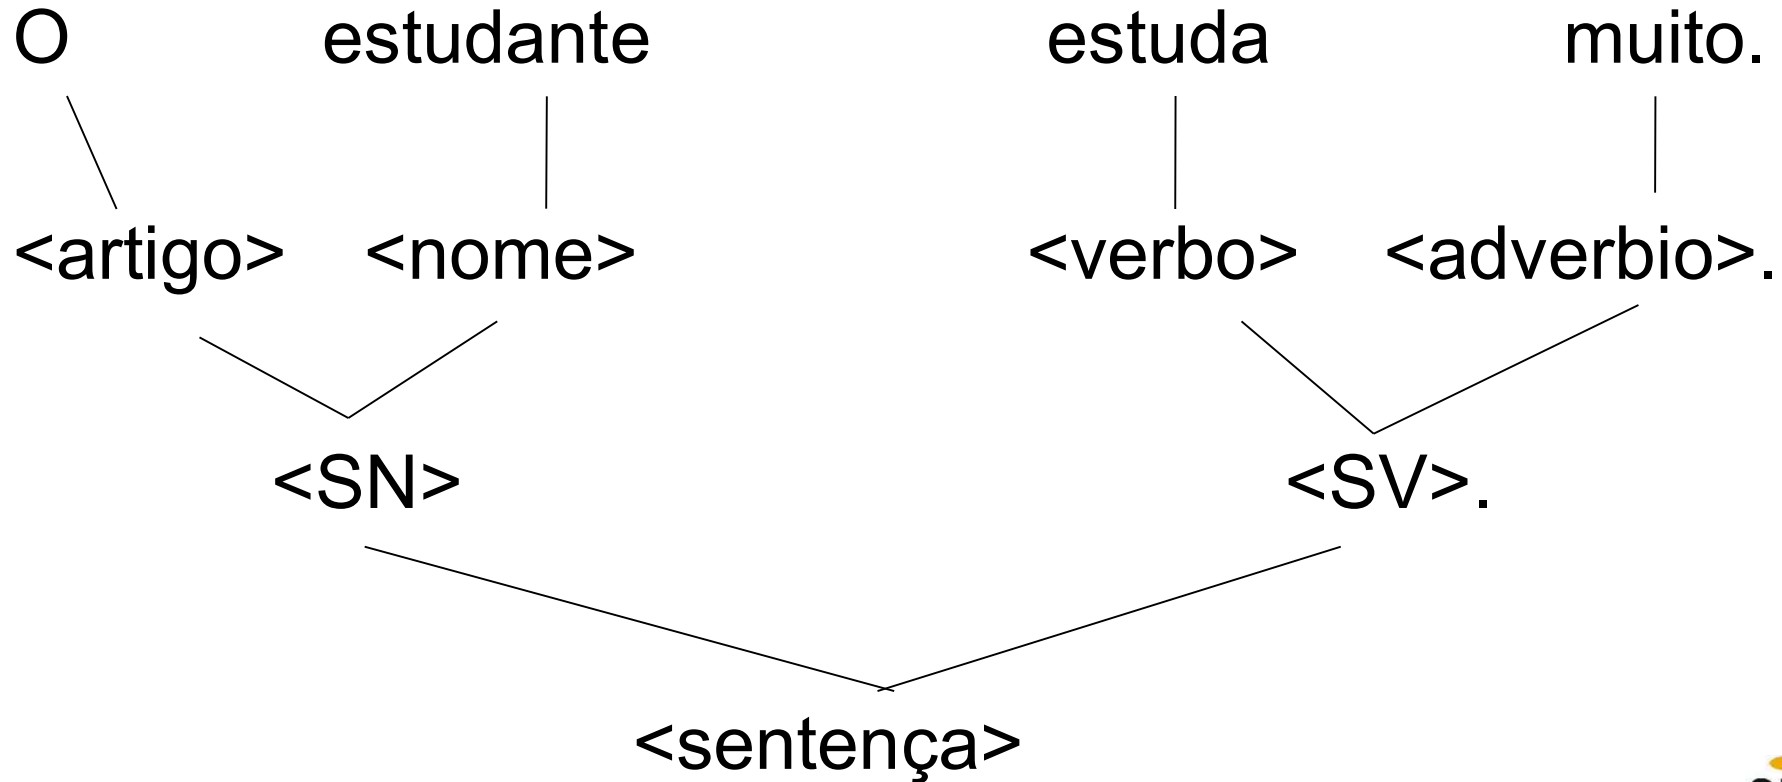 O estudante estuda muito.
<artigo> <nome> <verbo> <adverbio>.
<SN> <SV>.
<sentença>